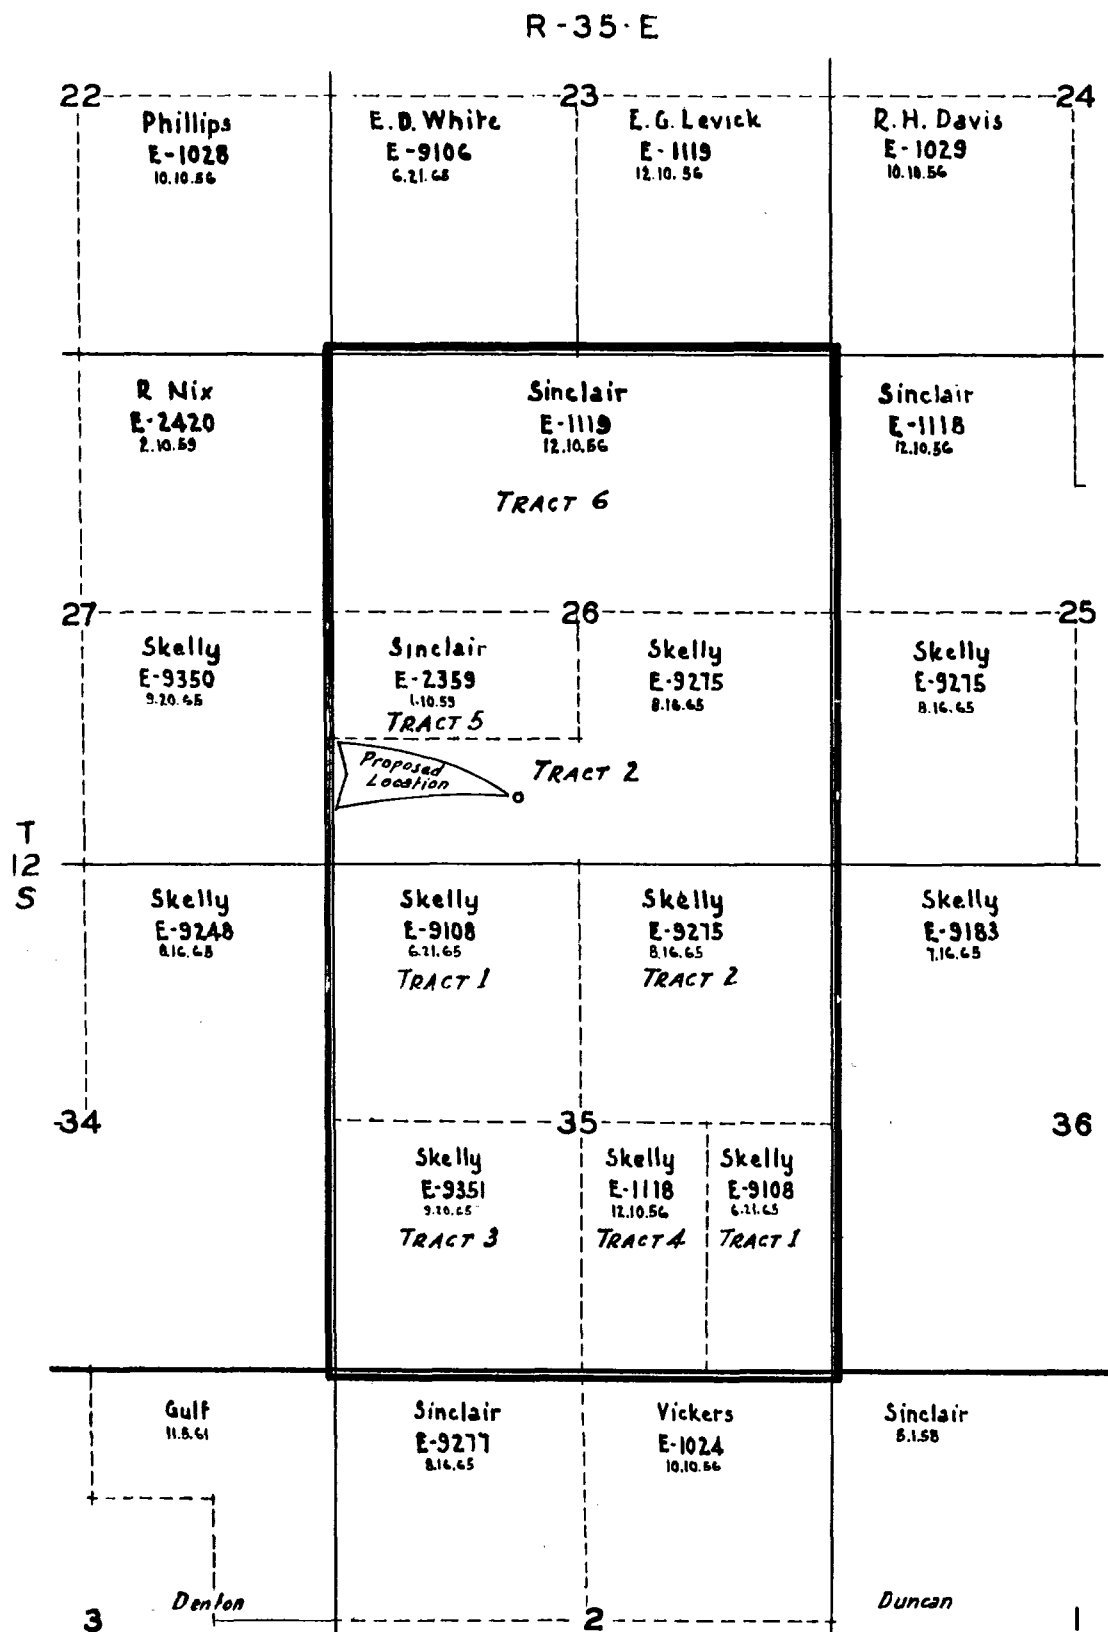 R-35-E
22
23
24
Phillips
E-1028
10.10.56
E.D. White
E-9106
6.21.65
E.G. Levick
E-1119
12.10.56
R.H. Davis
E-1029
10.10.56
R Nix
E-2420
2.10.59
Sinclair
E-1119
12.10.56
TRACT 6
Sinclair
E-1118
12.10.56
27
26
25
Skelly
E-9350
9.20.65
Sinclair
E-2359
1.10.59
TRACT 5
Skelly
E-9275
8.16.65
Skelly
E-9275
8.16.65
Proposed
Location
TRACT 2
T
12
S
Skelly
E-9248
8.16.65
Skelly
E-9108
6.21.65
TRACT 1
Skelly
E-9275
8.16.65
TRACT 2
Skelly
E-9183
7.16.65
34
35
36
Skelly
E-9351
9.20.65
TRACT 3
Skelly
E-1118
12.10.56
TRACT 4
Skelly
E-9108
6.21.65
TRACT 1
Gulf
Sinclair
E-9277
8.16.65
Vickers
E-1024
10.10.56
Sinclair
Denton
Duncan
3
2
1